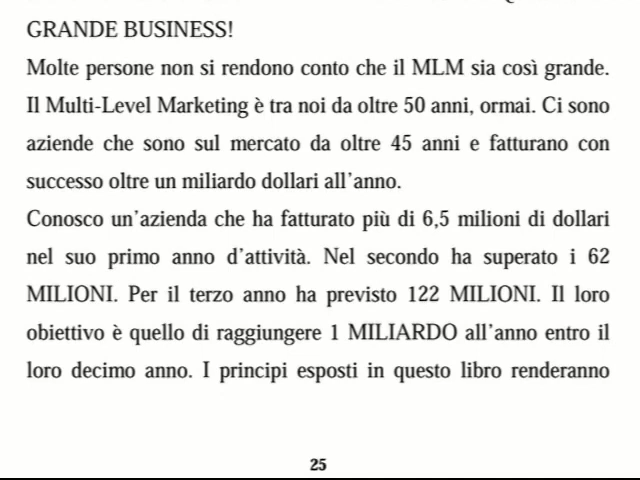 GRANDE BUSINESS!
Molte persone non si rendono conto che il MLM sia così grande.
Il Multi-Level Marketing è tra noi da oltre 50 anni, ormai. Ci sono
aziende che sono sul mercato da oltre 45 anni e fatturano con
successo oltre un miliardo dollari all'anno.
Conosco un'azienda che ha fatturato più di 6,5 milioni di dollari
nel suo primo anno d'attività. Nel secondo ha superato i 62
MILIONI. Per il terzo anno ha previsto 122 MILIONI. Il loro
obiettivo è quello di raggiungere 1 MILIARDO all'anno entro il
loro decimo anno. I principi esposti in questo libro renderanno
25